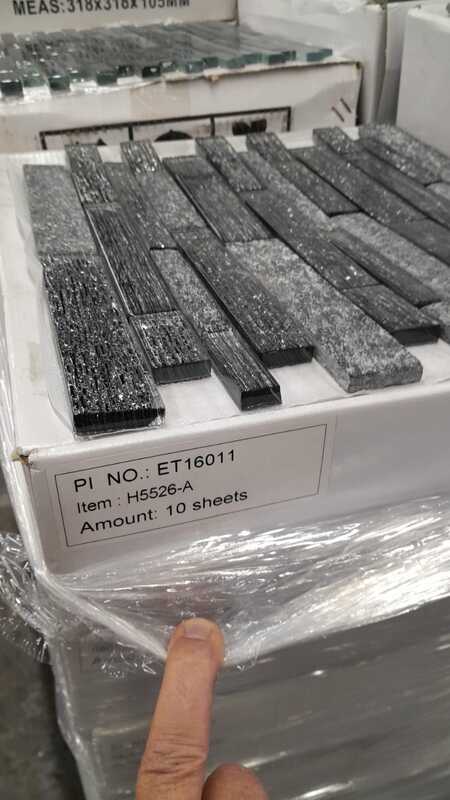 MEAS:318X318X105MM
PI NO.: ET16011
Item : H5526-A
Amount: 10 sheets